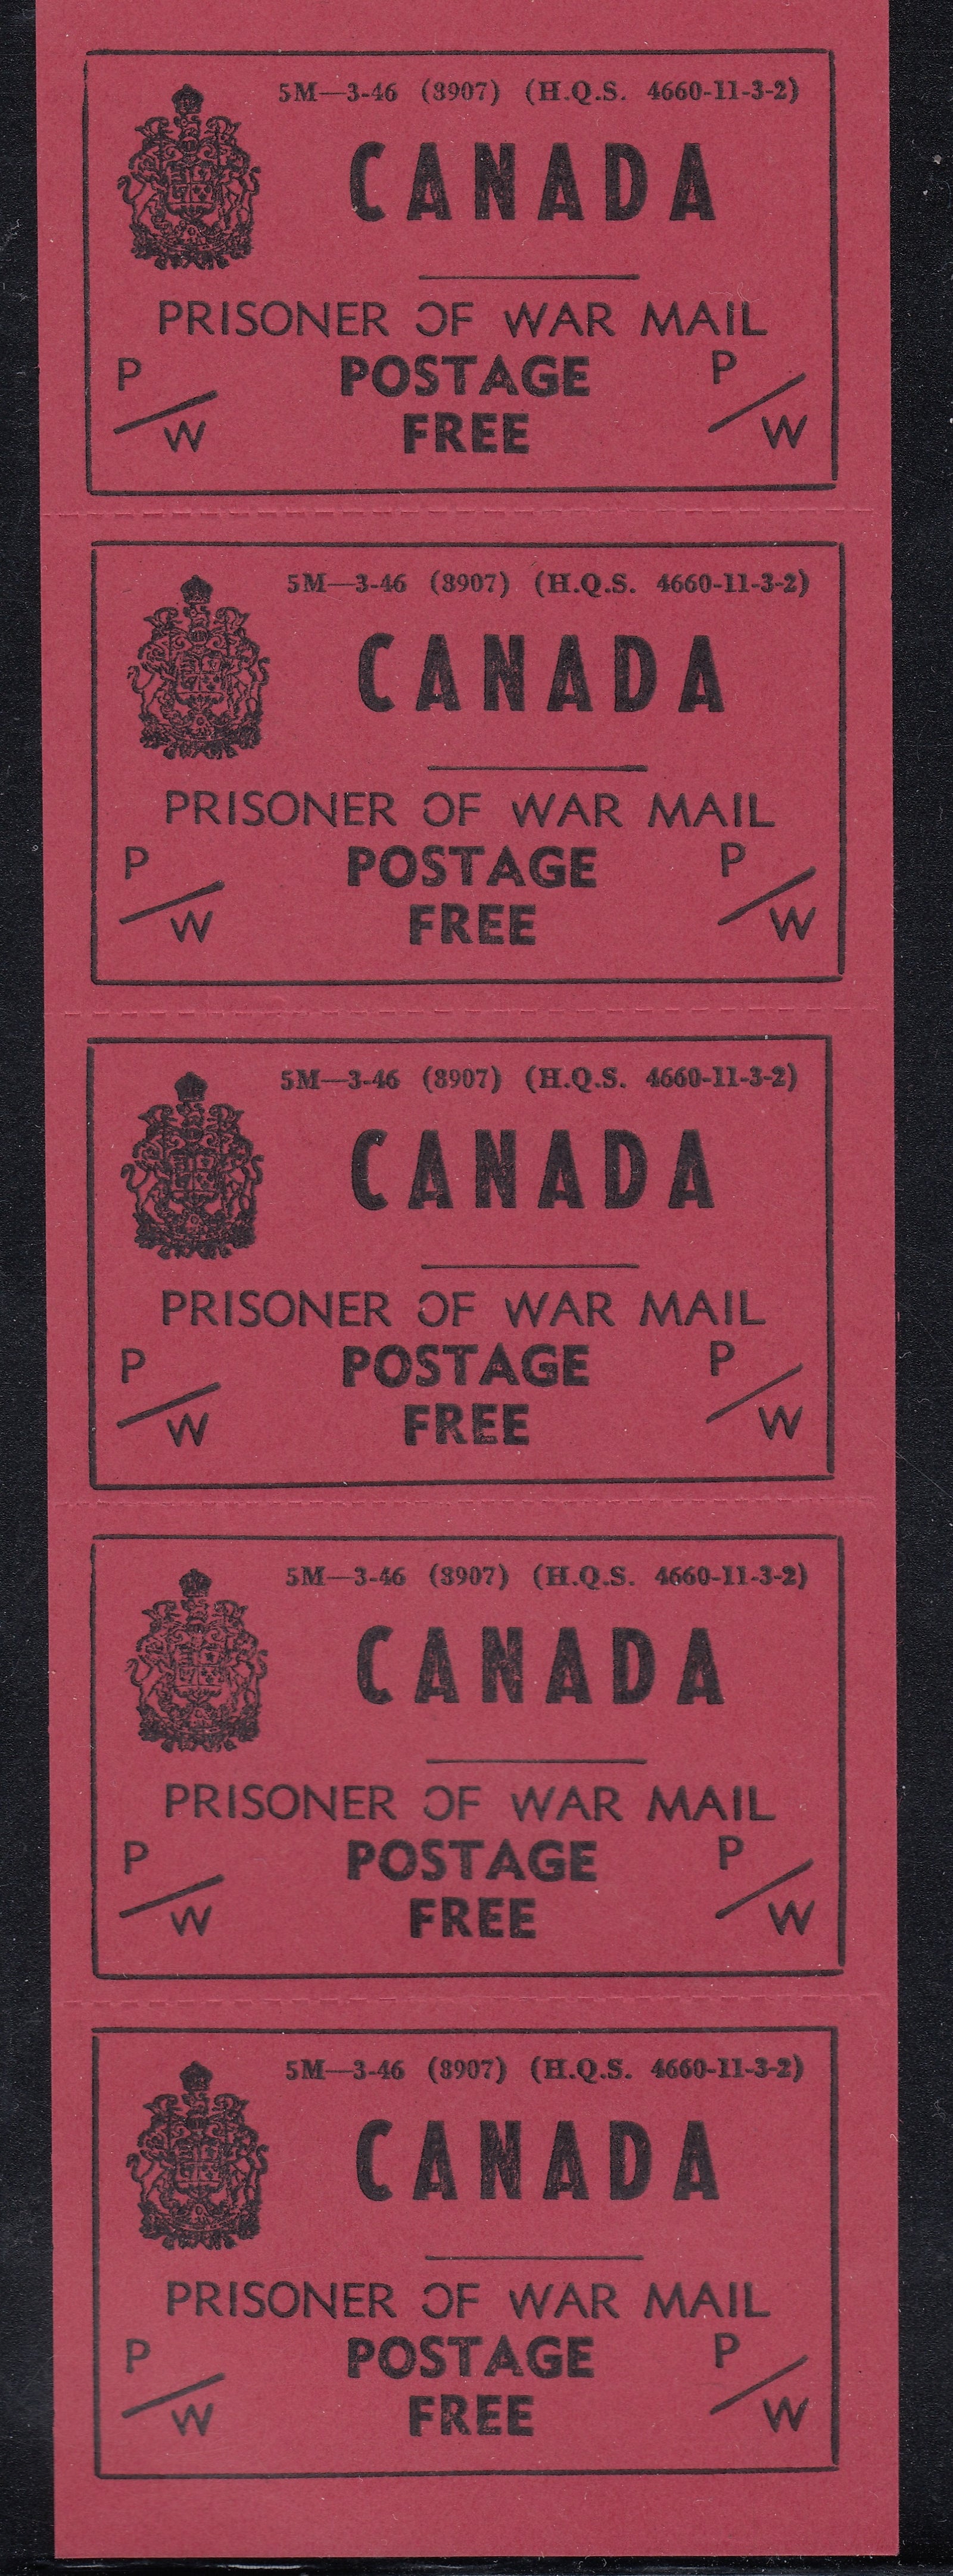 5M—3-46 (8907) (H.Q.S. 4660-11-3-2)
CANADA
PRISONER OF WAR MAIL
P/W POSTAGE P/W
FREE
5M—3-46 (8907) (H.Q.S. 4660-11-3-2)
CANADA
PRISONER OF WAR MAIL
P/W POSTAGE P/W
FREE
5M—3-46 (8907) (H.Q.S. 4660-11-3-2)
CANADA
PRISONER OF WAR MAIL
P/W POSTAGE P/W
FREE
5M—3-46 (8907) (H.Q.S. 4660-11-3-2)
CANADA
PRISONER OF WAR MAIL
P/W POSTAGE P/W
FREE
5M—3-46 (8907) (H.Q.S. 4660-11-3-2)
CANADA
PRISONER OF WAR MAIL
P/W POSTAGE P/W
FREE